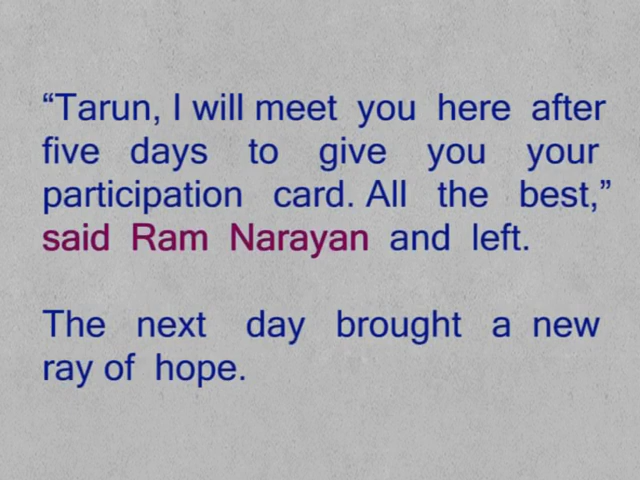 “Tarun, I will meet you here after
five days to give you your
participation card. All the best,”
said Ram Narayan and left.
The next day brought a new
ray of hope.